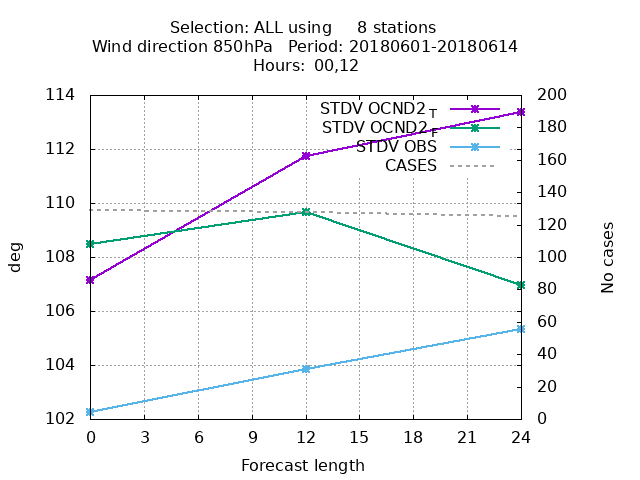 Selection: ALL using     8 stations
Wind direction 850hPa   Period: 20180601-20180614
Hours: 00,12
STDV OCND2_T
STDV OCND2_F
STDV OBS
CASES
114
112
110
108
106
104
102
deg
200
180
160
140
120
100
80
60
40
20
0
No cases
0 3 6 9 12 15 18 21 24
Forecast length